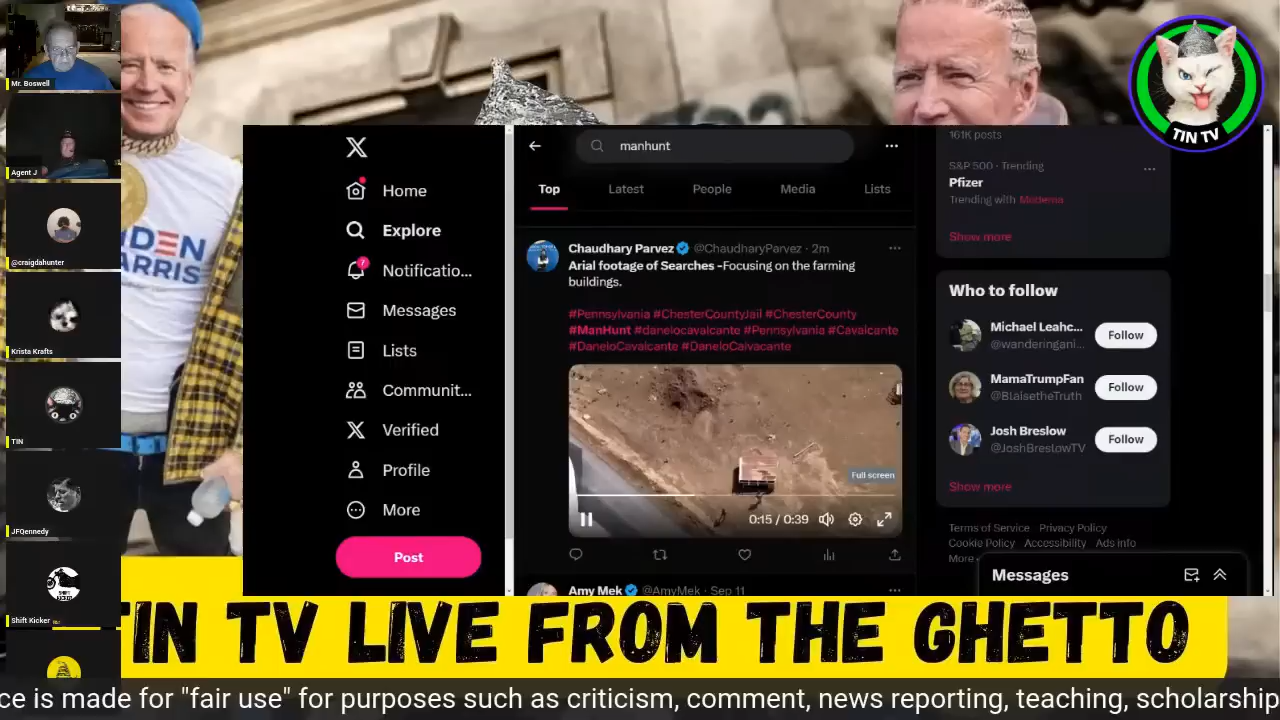 Mr. Boswell
Agent J
@craigdahunter
Krista Krafts
TIN
JFQennedy
Shift Kicker
IDEN
ARRIS
TIN TV
Home
Explore
7
Notificatio...
Messages
Lists
Communit...
Verified
Profile
More
Post
manhunt
Top
Latest
People
Media
Lists
Chaudhary Parvez @ChaudharyParvez · 2m
Arial footage of Searches -Focusing on the farming
buildings.
#Pennsylvania #ChesterCountyJail #ChesterCounty
#ManHunt #danelocavalcante #Pennsylvania #Cavalcante
#DaneloCavalcante #DaneloCalvacante
Full screen
0:15 / 0:39
Amy Mek @AmyMek · Sep 11
161K posts
S&P 500 · Trending
Pfizer
Trending with Moderna
Show more
Who to follow
Michael Leahc...
@wanderingani...
Follow
MamaTrumpFan
@BlaisetheTruth
Follow
Josh Breslow
@JoshBreslowTV
Follow
Show more
Terms of Service Privacy Policy
Cookie Policy Accessibility Ads info
More
Messages
TIN TV LIVE FROM THE GHETTO
ce is made for "fair use" for purposes such as criticism, comment, news reporting, teaching, scholarship